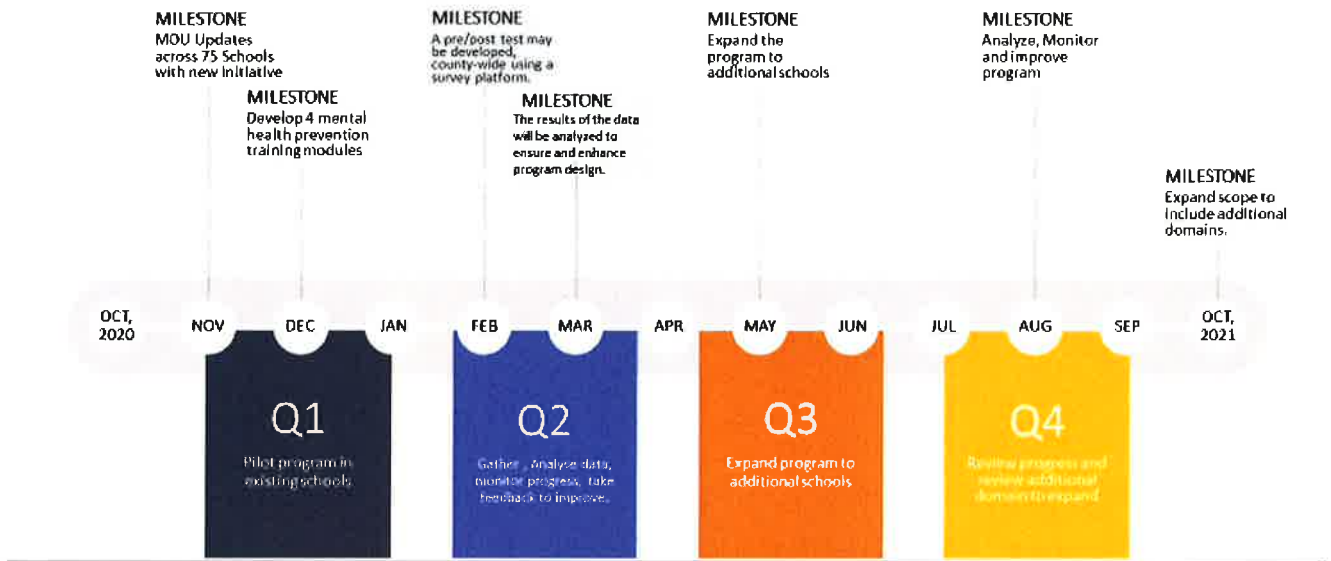 MILESTONE
MOU Updates
across 75 Schools
with new initiative
MILESTONE
Develop 4 mental
health prevention
training modules
MILESTONE
A pre/post test may
be developed,
county-wide using a
survey platform.
MILESTONE
The results of the data
will be analyzed to
ensure and enhance
program design.
MILESTONE
Expand the
program to
additional schools
MILESTONE
Analyze, Monitor
and improve
program
MILESTONE
Expand scope to
include additional
domains.
OCT,
2020
NOV
DEC
JAN
FEB
MAR
APR
MAY
JUN
JUL
AUG
SEP
OCT,
2021
Q1
Pilot program in
existing schools
Q2
Gather , Analyse data,
monitor progress, take
feedback to improve.
Q3
Expand program to
additional schools
Q4
Review progress and
review additional
domain to expand